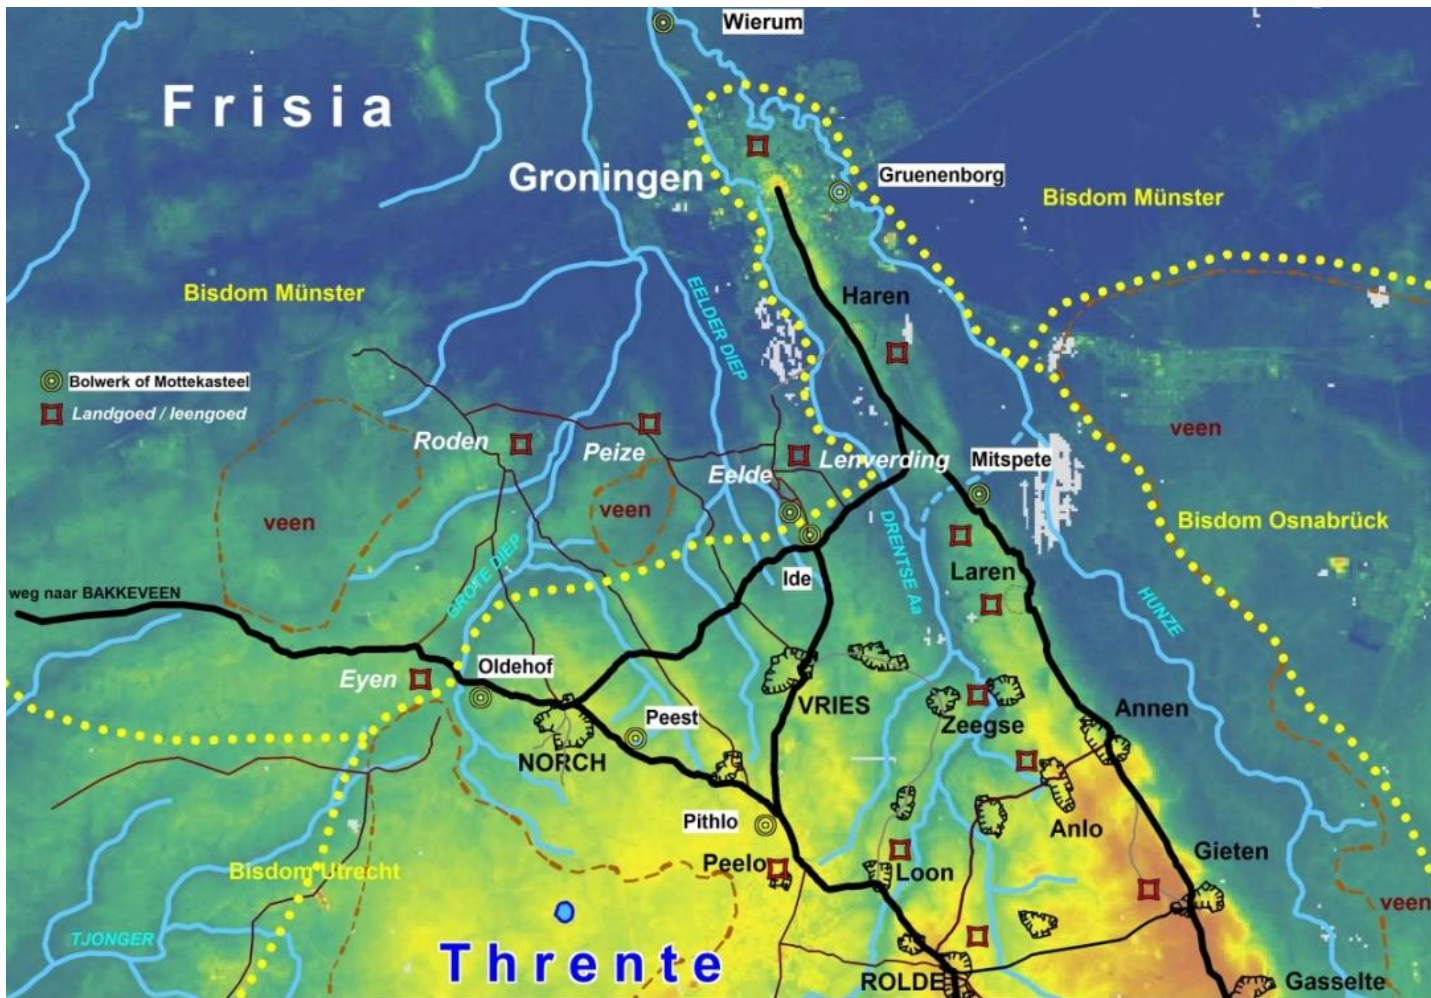 Wierum
Frisia
Groningen
Gruenenborg
Bisdom Münster
Bisdom Münster
EELDER DIEP
Haren
Bolwerk of Mottekasteel
Landgoed / leengoed
Roden
Peize
Eelde
Lenverding
Mitspete
veen
veen
veen
Bisdom Osnabrück
GROTE DIEP
DRENTSE Aa
Ide
Laren
HUNZE
weg naar BAKKEVEEN
Eyen
Oldehof
Peest
VRIES
Zeegse
Annen
NORCH
Pithlo
Anlo
Peelo
Loon
Gieten
Bisdom Utrecht
veen
TJONGER
Thrente
ROLDE
Gasselte